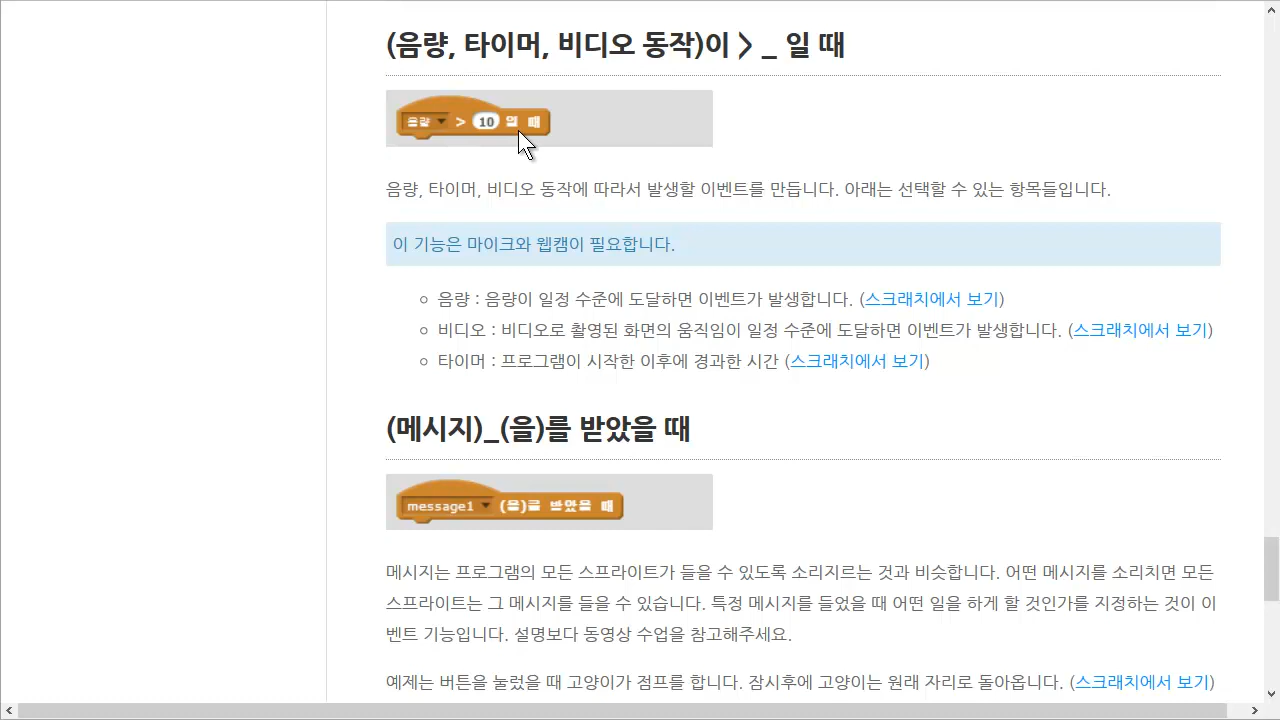 (음량, 타이머, 비디오 동작)이 > _ 일 때
음량 > 10 일 때
음량, 타이머, 비디오 동작에 따라서 발생할 이벤트를 만듭니다. 아래는 선택할 수 있는 항목들입니다.
이 기능은 마이크와 웹캠이 필요합니다.
음량 : 음량이 일정 수준에 도달하면 이벤트가 발생합니다. (스크래치에서 보기)
비디오 : 비디오로 촬영된 화면의 움직임이 일정 수준에 도달하면 이벤트가 발생합니다. (스크래치에서 보기)
타이머 : 프로그램이 시작한 이후에 경과한 시간 (스크래치에서 보기)
(메시지)_(을)를 받았을 때
message1 (을)를 받았을 때
메시지는 프로그램의 모든 스프라이트가 들을 수 있도록 소리지르는 것과 비슷합니다. 어떤 메시지를 소리치면 모든
스프라이트는 그 메시지를 들을 수 있습니다. 특정 메시지를 들었을 때 어떤 일을 하게 할 것인가를 지정하는 것이 이
벤트 기능입니다. 설명보다 동영상 수업을 참고해주세요.
예제는 버튼을 눌렀을 때 고양이가 점프를 합니다. 잠시후에 고양이는 원래 자리로 돌아옵니다. (스크래치에서 보기)